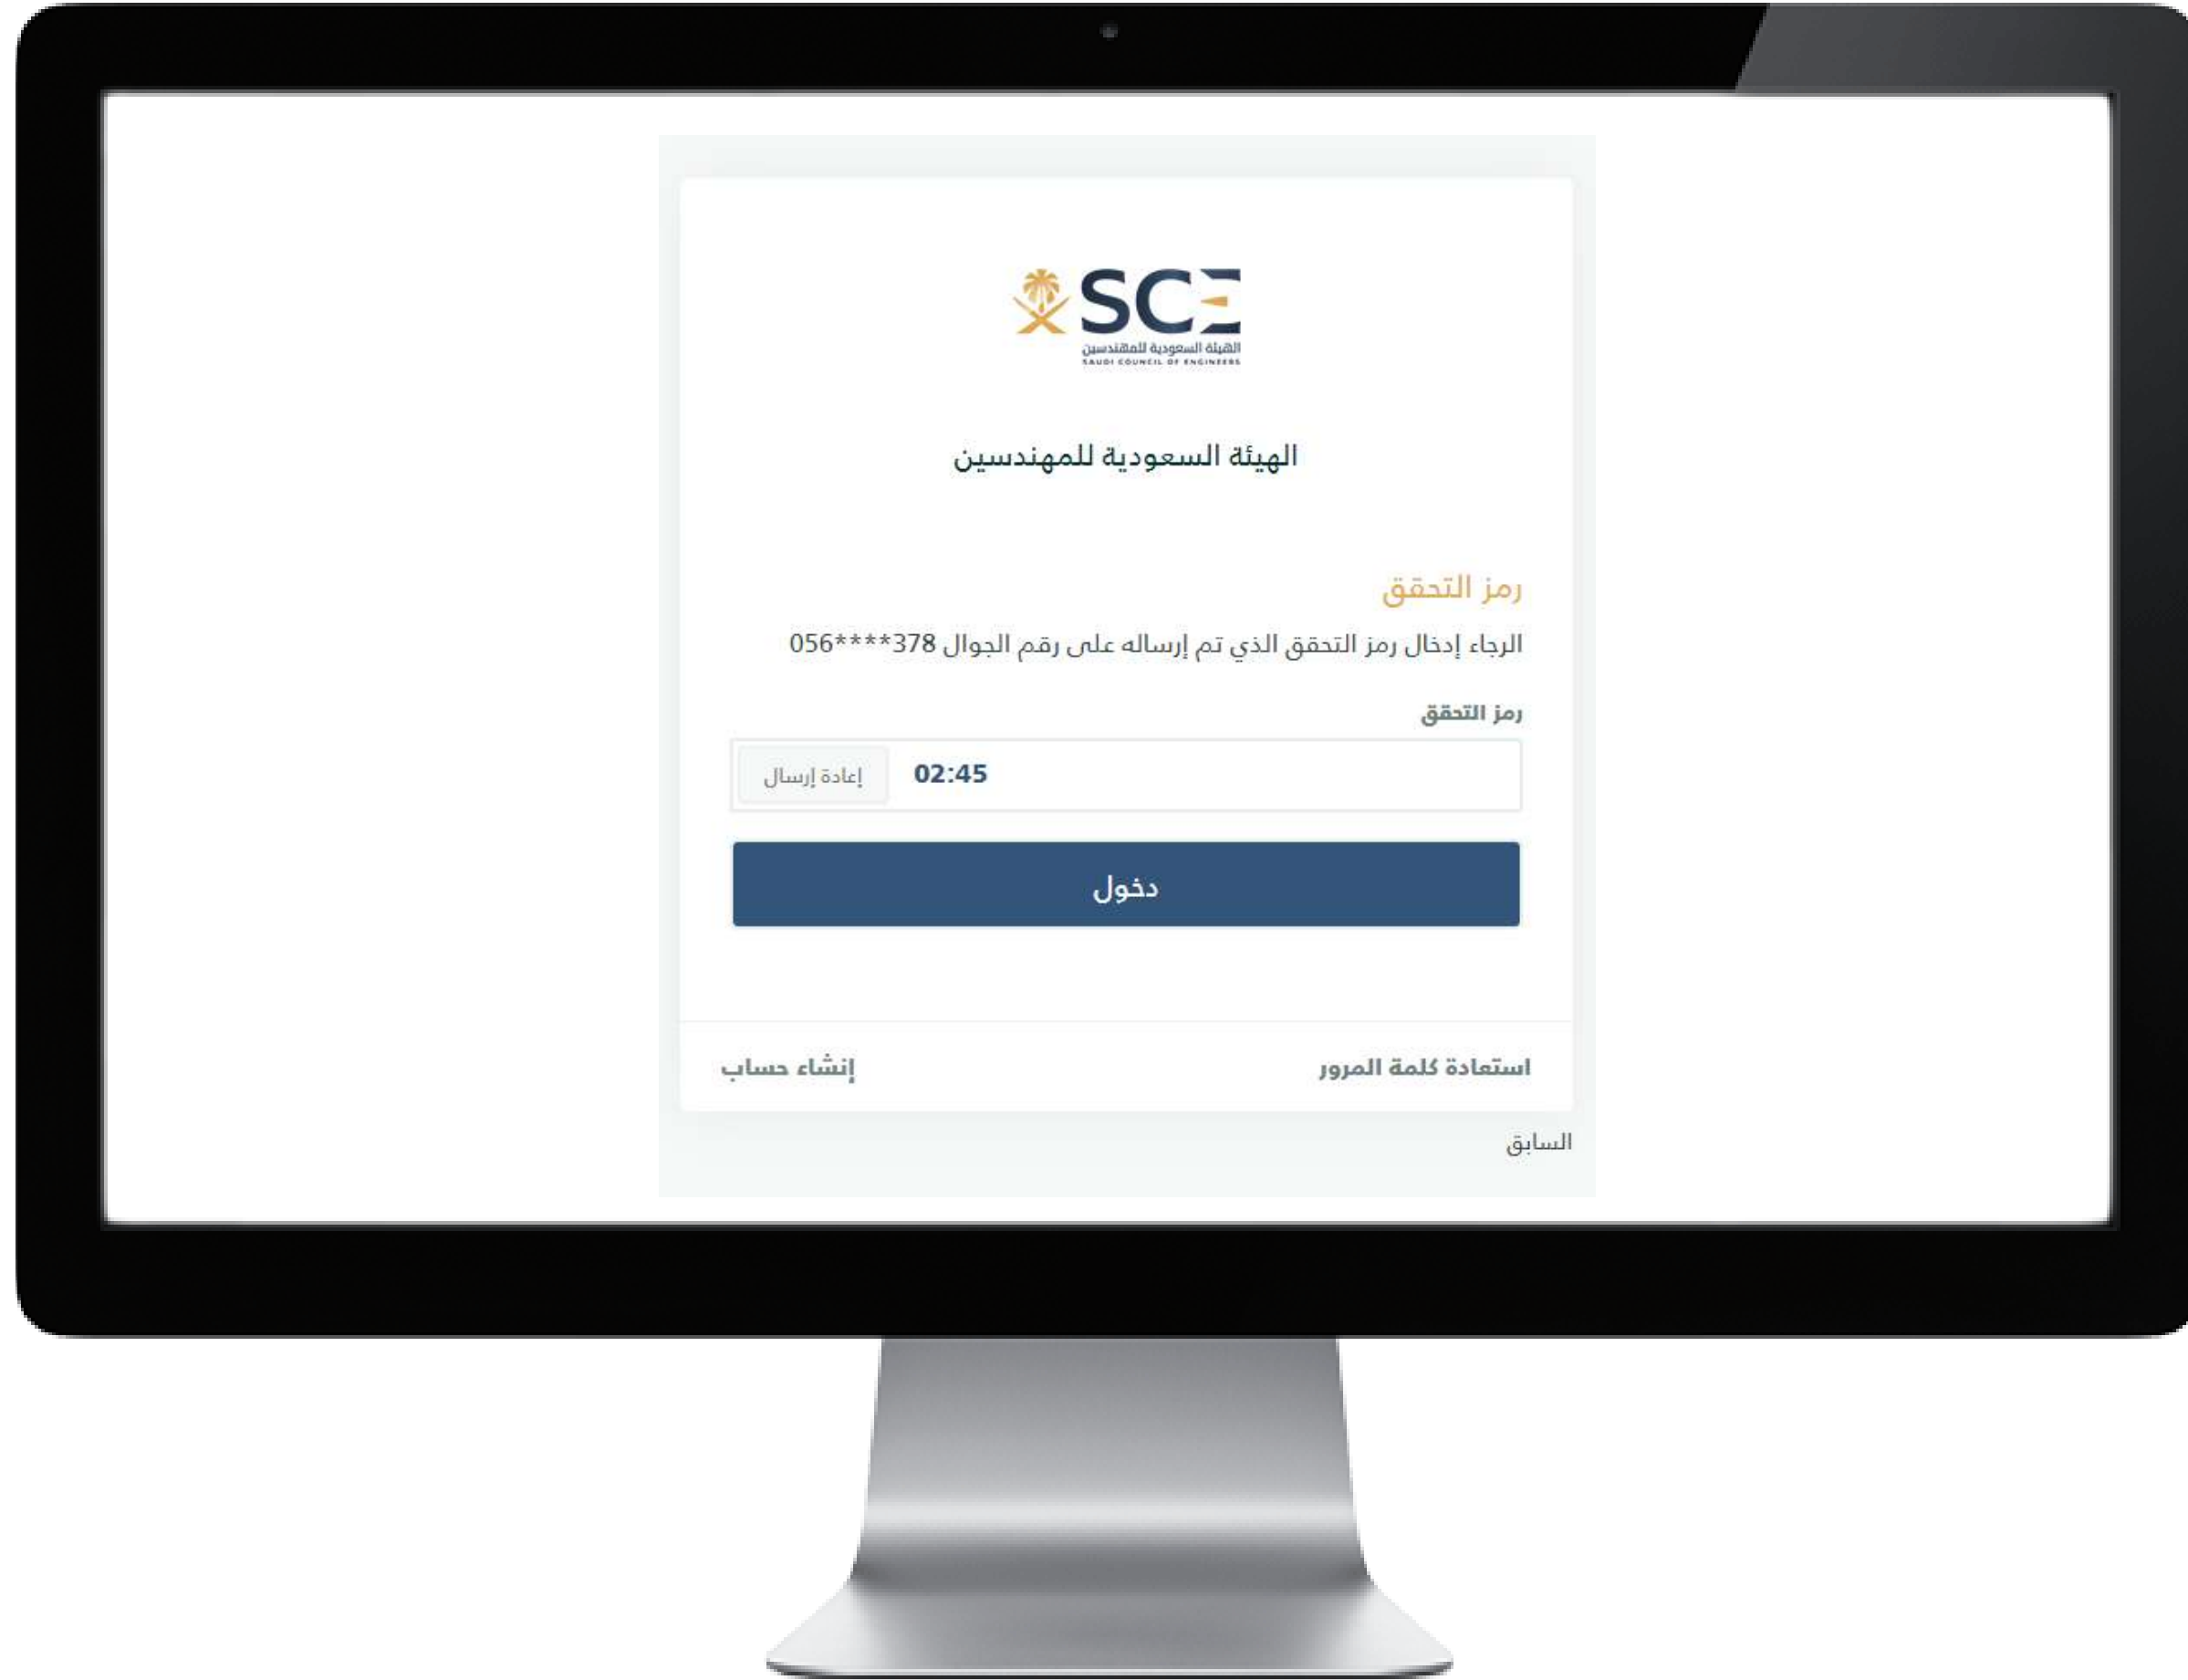 SCE
الهيئة السعودية للمهندسين
SAUDI COUNCIL OF ENGINEERS
الهيئة السعودية للمهندسين
رمز التحقق
الرجاء إدخال رمز التحقق الذي تم إرساله على رقم الجوال 056****378
رمز التحقق
02:45 إعادة إرسال
دخول
استعادة كلمة المرور إنشاء حساب
السابق